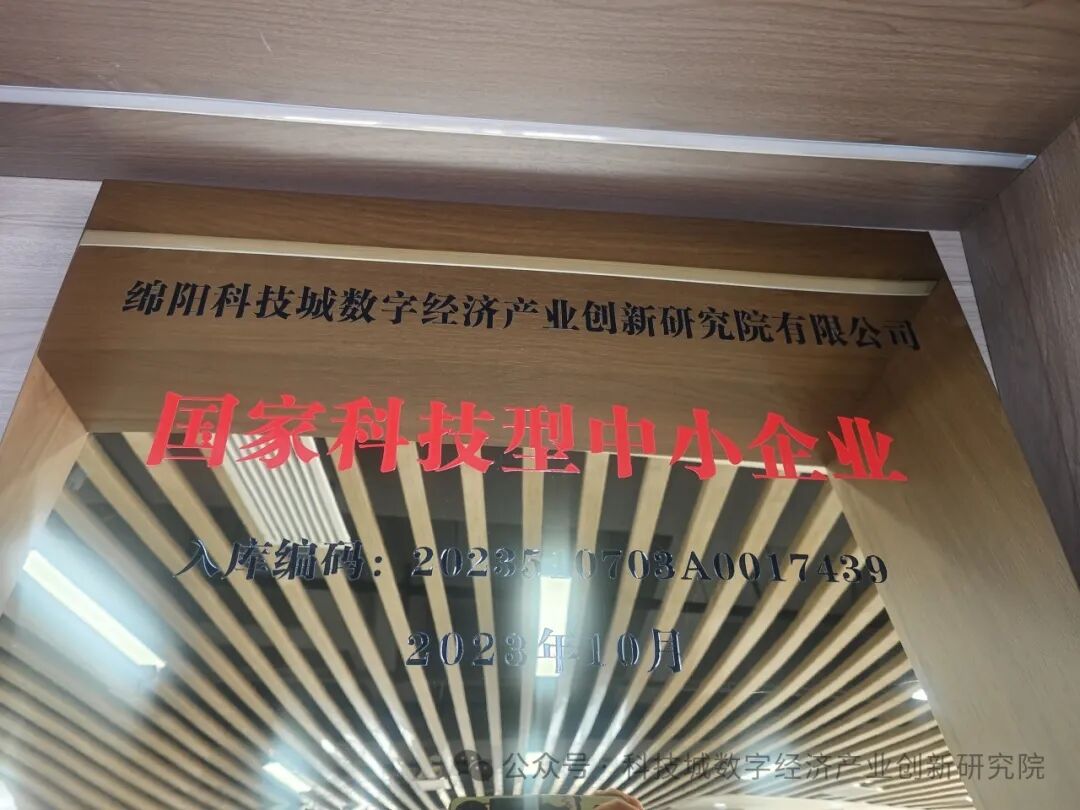 绵阳科技城数字经济产业创新研究院有限公司
国家科技型中小企业
入库编码：2023510703A0017439
2023年10月
公众号·科技城数字经济产业创新研究院